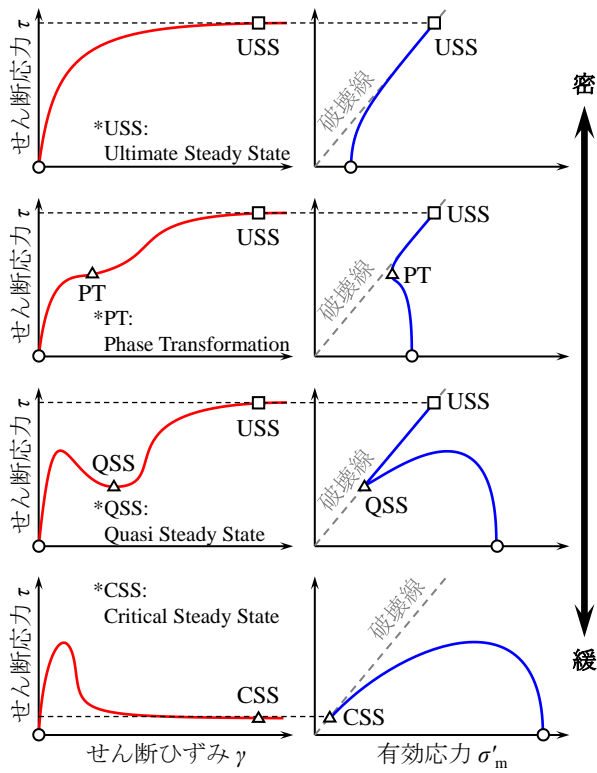 せん断応力 τ
USS
*USS:
Ultimate Steady State
破壊線
USS
密
せん断応力 τ
USS
PT
*PT:
Phase Transformation
破壊線
USS
PT
せん断応力 τ
USS
QSS
*QSS:
Quasi Steady State
破壊線
USS
QSS
せん断応力 τ
*CSS:
Critical Steady State
CSS
せん断ひずみ γ
破壊線
CSS
有効応力 σ′m
緩